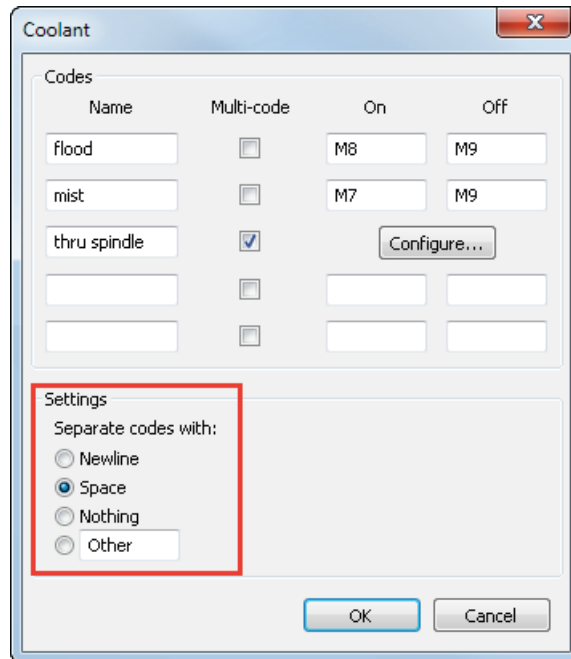 Coolant
Codes
Name Multi-code On Off
flood M8 M9
mist M7 M9
thru spindle Configure...
Settings
Separate codes with:
Newline
Space
Nothing
Other
OK Cancel